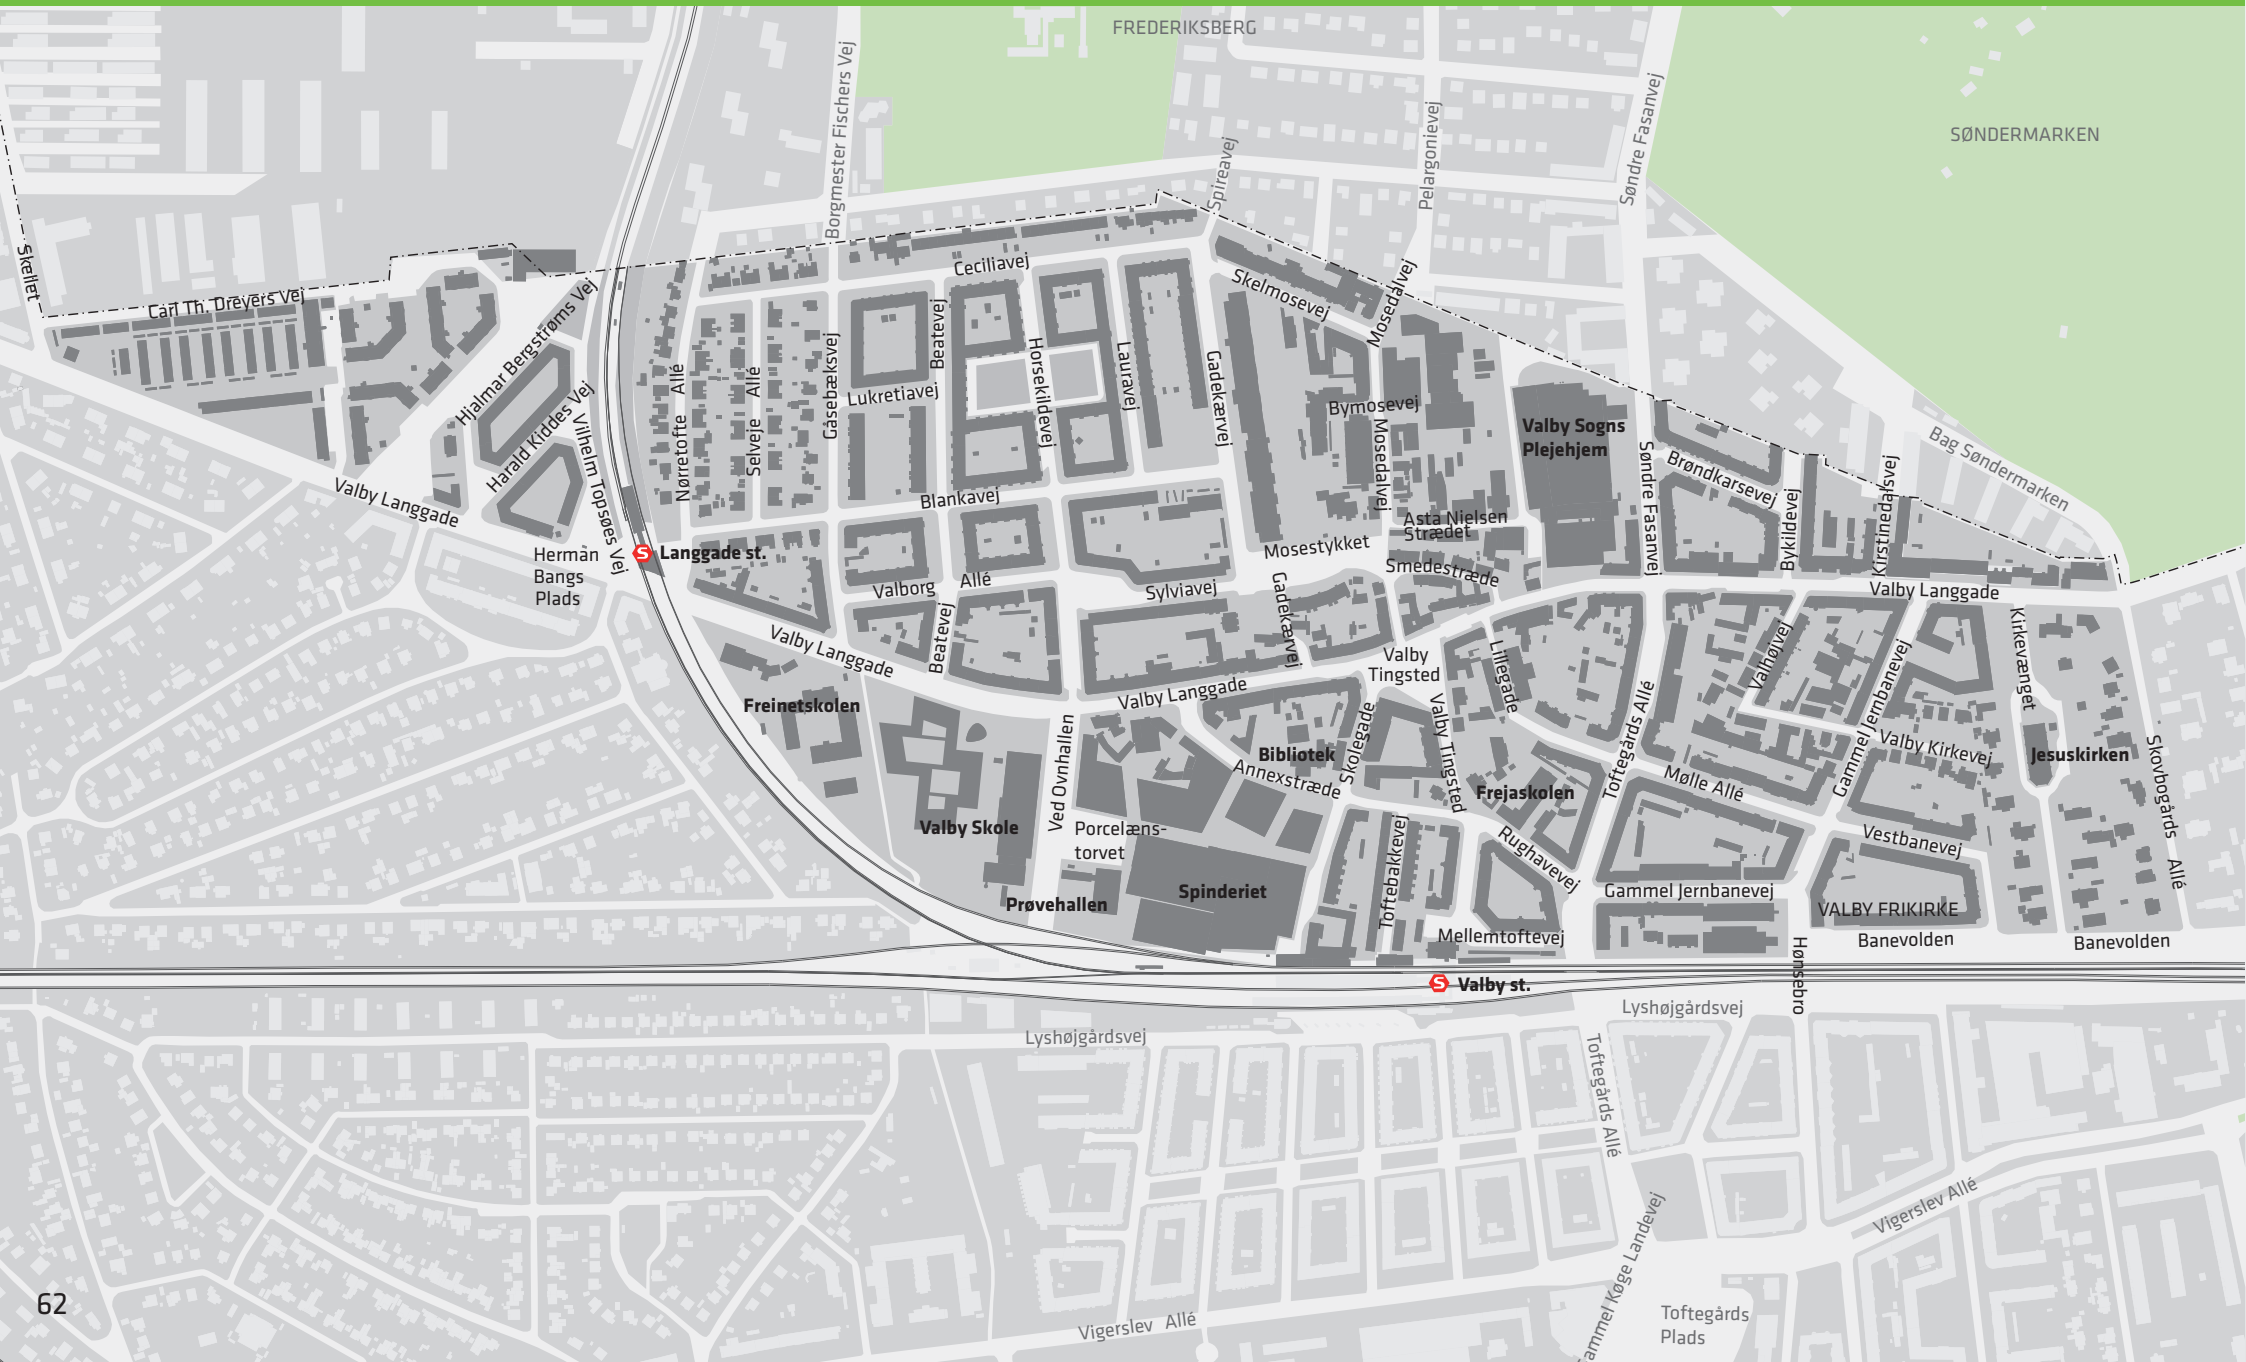 FREDERIKSBERG
SØNDERMARKEN
Borgmester Fischers Vej
Spireavej
Pelargonievej
Søndre Fasanvej
Skellet
Carl Th. Dreyers Vej
Hjalmar Bergstrøms Vej
Harald Kiddes Vej
Vilhelm Topsøes Vej
Valby Langgade
Herman
Bangs
Plads
S
Langgade st.
Nørretofte Allé
Selveje Allé
Gåsebæksvej
Beatevej
Lukretiavej
Ceciliavej
Horsekildevej
Lauravej
Gadekærvej
Blankavej
Skelmosevej
Mosedalvej
Bymosevej
Mosedalvej
Valby Sogns
Plejehjem
Søndre Fasanvej
Brøndkarsevej
Bykildevej
Kirstinedalsvej
Bag Søndermarken
Asta Nielsen
Strædet
Mosestykket
Smedestræde
Valborg Allé
Sylviavej
Gadekærvej
Beatevej
Valby Langgade
Valby Langgade
Valby Langgade
Valby
Tingsted
Valby Tingsted
Lillegade
Toftegårds Allé
Valhøjvej
Gammel Jernbanevej
Kirkevænget
Valby Kirkevej
Jesuskirken
Skovbogårds Allé
Freinetskolen
Valby Skole
Ved Ovnhallen
Porcelæns-
torvet
Prøvehallen
Spinderiet
Bibliotek
Annexstræde
Skolegade
Frejaskolen
Mølle Allé
Rughavevej
Toftebakkevej
Mellemtoftevej
Gammel Jernbanevej
Vestbanevej
VALBY FRIKIRKE
Banevolden
Banevolden
Hønsebro
S
Valby st.
Lyshøjgårdsvej
Lyshøjgårdsvej
Toftegårds Allé
Gammel Køge Landevej
Vigerslev Allé
Vigerslev Allé
Toftegårds
Plads
62